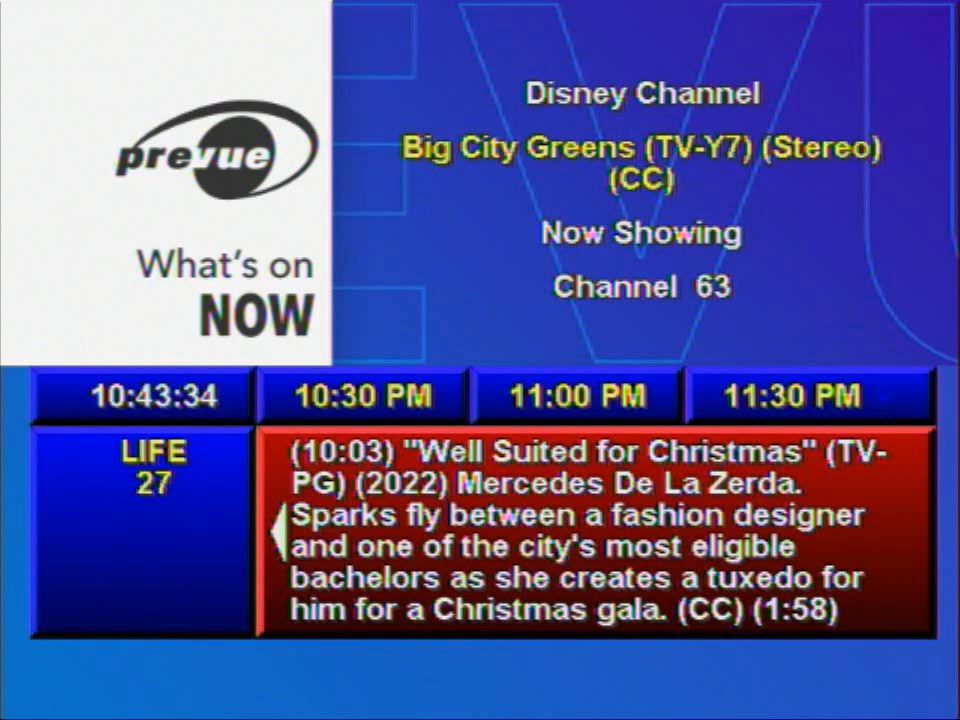 prevue
What's on
NOW
Disney Channel
Big City Greens (TV-Y7) (Stereo)
(CC)
Now Showing
Channel 63
10:43:34
10:30 PM
11:00 PM
11:30 PM
LIFE
27
(10:03) "Well Suited for Christmas" (TV-
PG) (2022) Mercedes De La Zerda.
Sparks fly between a fashion designer
and one of the city's most eligible
bachelors as she creates a tuxedo for
him for a Christmas gala. (CC) (1:58)